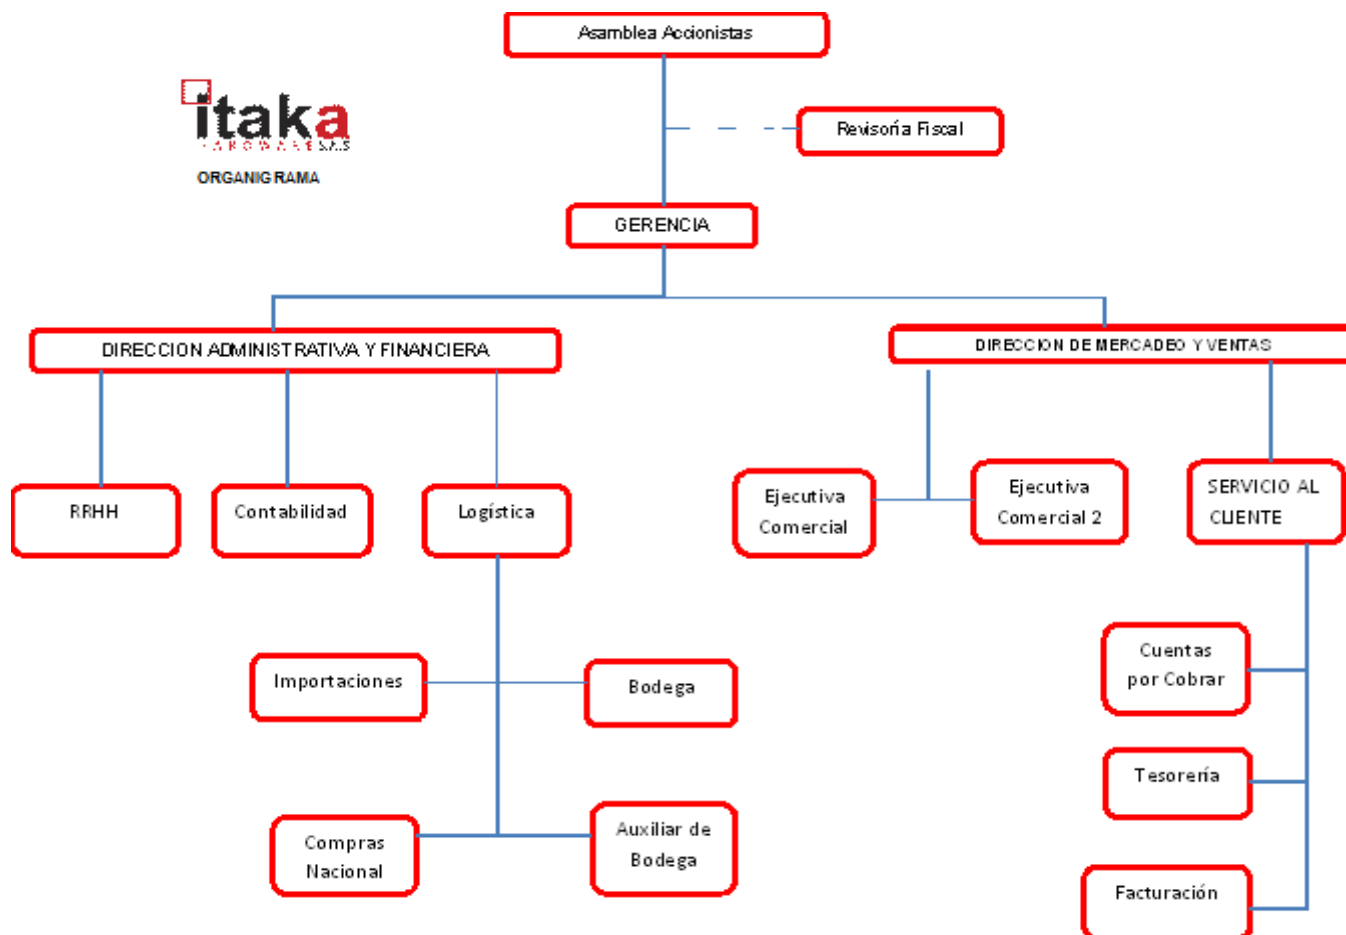 Asamblea Accionistas
itaka
HARDWARE S.A.S
ORGANIGRAMA
Revisoría Fiscal
GERENCIA
DIRECCION ADMINISTRATIVA Y FINANCIERA
DIRECCION DE MERCADEO Y VENTAS
RRHH
Contabilidad
Logística
Ejecutiva
Comercial
Ejecutiva
Comercial 2
SERVICIO AL
CLIENTE
Importaciones
Bodega
Cuentas
por Cobrar
Tesorería
Compras
Nacional
Auxiliar de
Bodega
Facturación